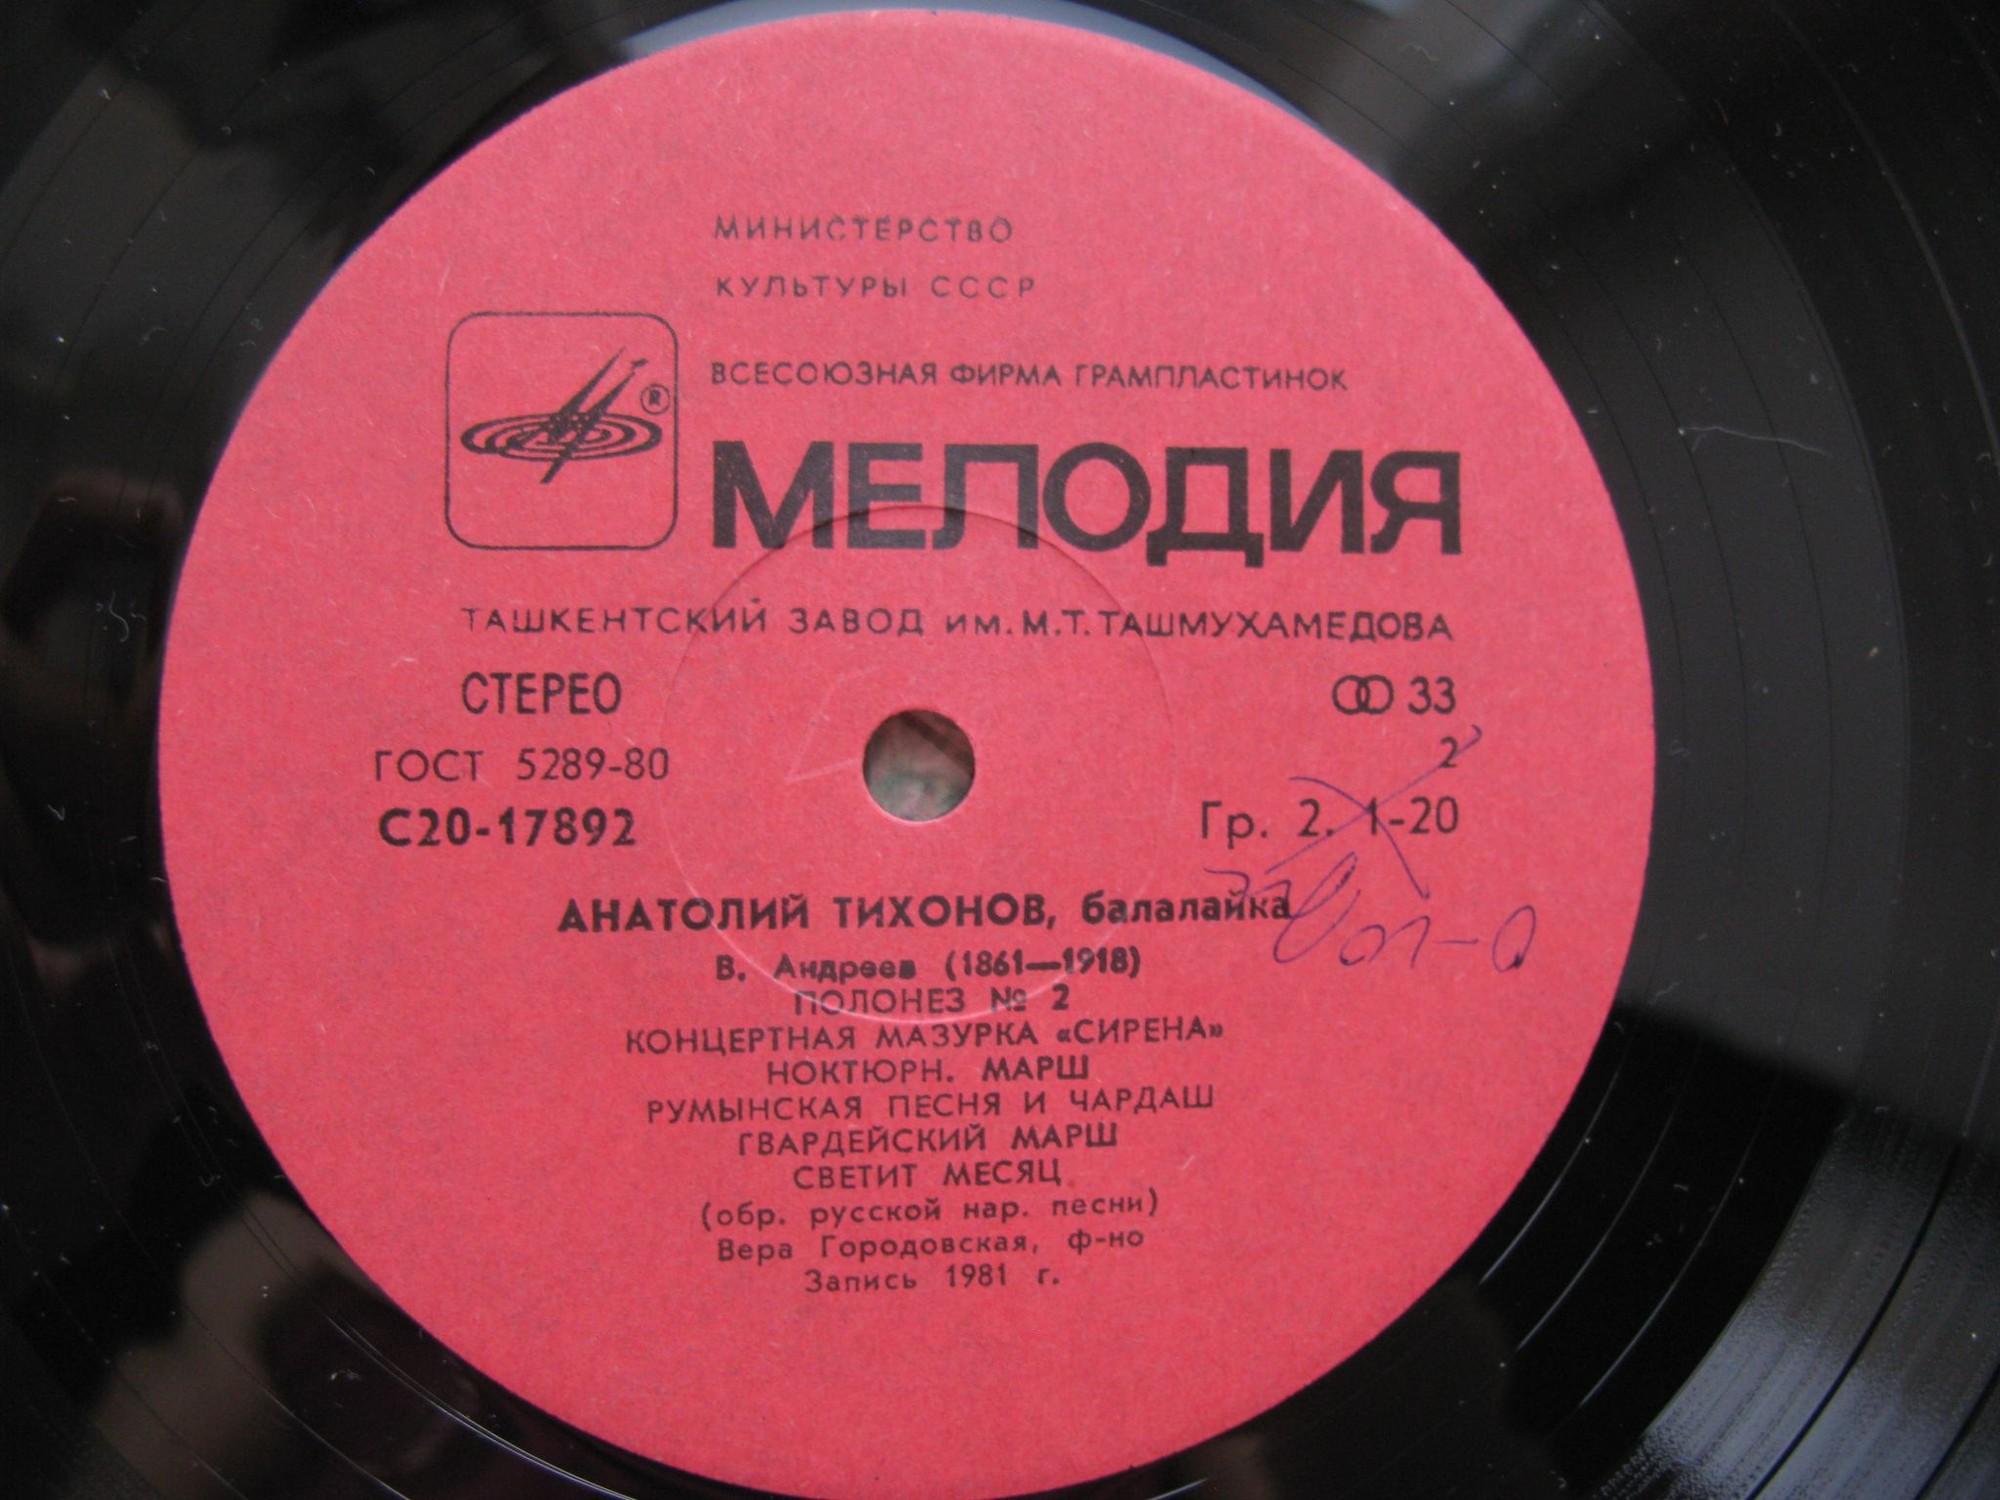 МИНИСТЕРСТВО
КУЛЬТУРЫ СССР
ВСЕСОЮЗНАЯ ФИРМА ГРАМПЛАСТИНОК
®
МЕЛОДИЯ
ТАШКЕНТСКИЙ ЗАВОД им. М.Т. ТАШМУХАМЕДОВА
СТЕРЕО
33
ГОСТ 5289-80
2
С20-17892
Гр. 2. 1-20
АНАТОЛИЙ ТИХОНОВ, балалайка
В. Андреев (1861—1918)
ПОЛОНЕЗ № 2
КОНЦЕРТНАЯ МАЗУРКА «СИРЕНА»
НОКТЮРН. МАРШ
РУМЫНСКАЯ ПЕСНЯ И ЧАРДАШ
ГВАРДЕЙСКИЙ МАРШ
СВЕТИТ МЕСЯЦ
(обр. русской нар. песни)
Вера Городовская, ф-но
Запись 1981 г.